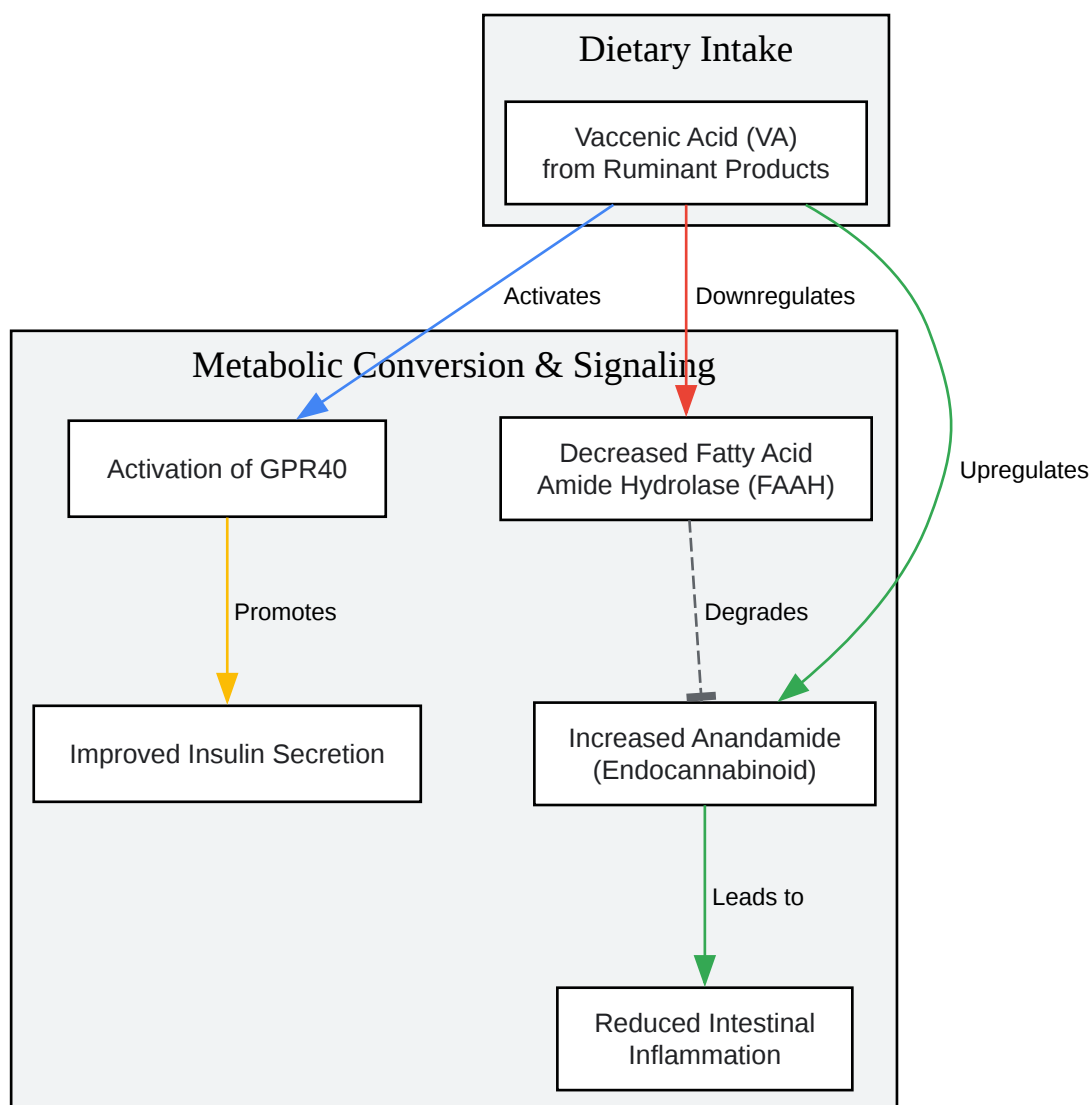 Dietary Intake
Vaccenic Acid (VA)
from Ruminant Products
Activates
Downregulates
Metabolic Conversion & Signaling
Activation of GPR40
Decreased Fatty Acid
Amide Hydrolase (FAAH)
Upregulates
Promotes
Degrades
Improved Insulin Secretion
Increased Anandamide
(Endocannabinoid)
Leads to
Reduced Intestinal
Inflammation